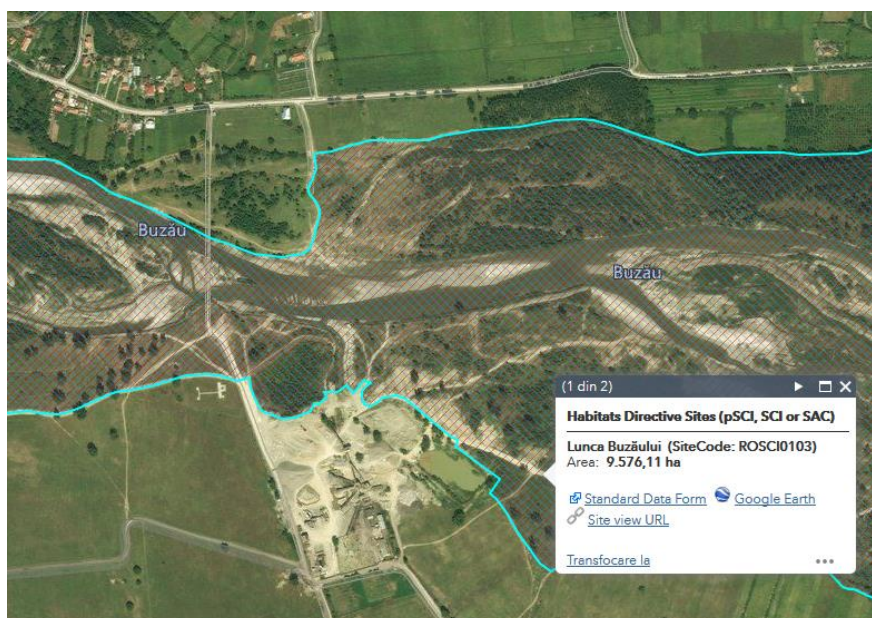 Buzău
Buzău
(1 din 2)
Habitats Directive Sites (pSCI, SCI or SAC)
Lunca Buzăului (SiteCode: ROSCI0103)
Area: 9.576,11 ha
Standard Data Form Google Earth
Site view URL
Transfocare la